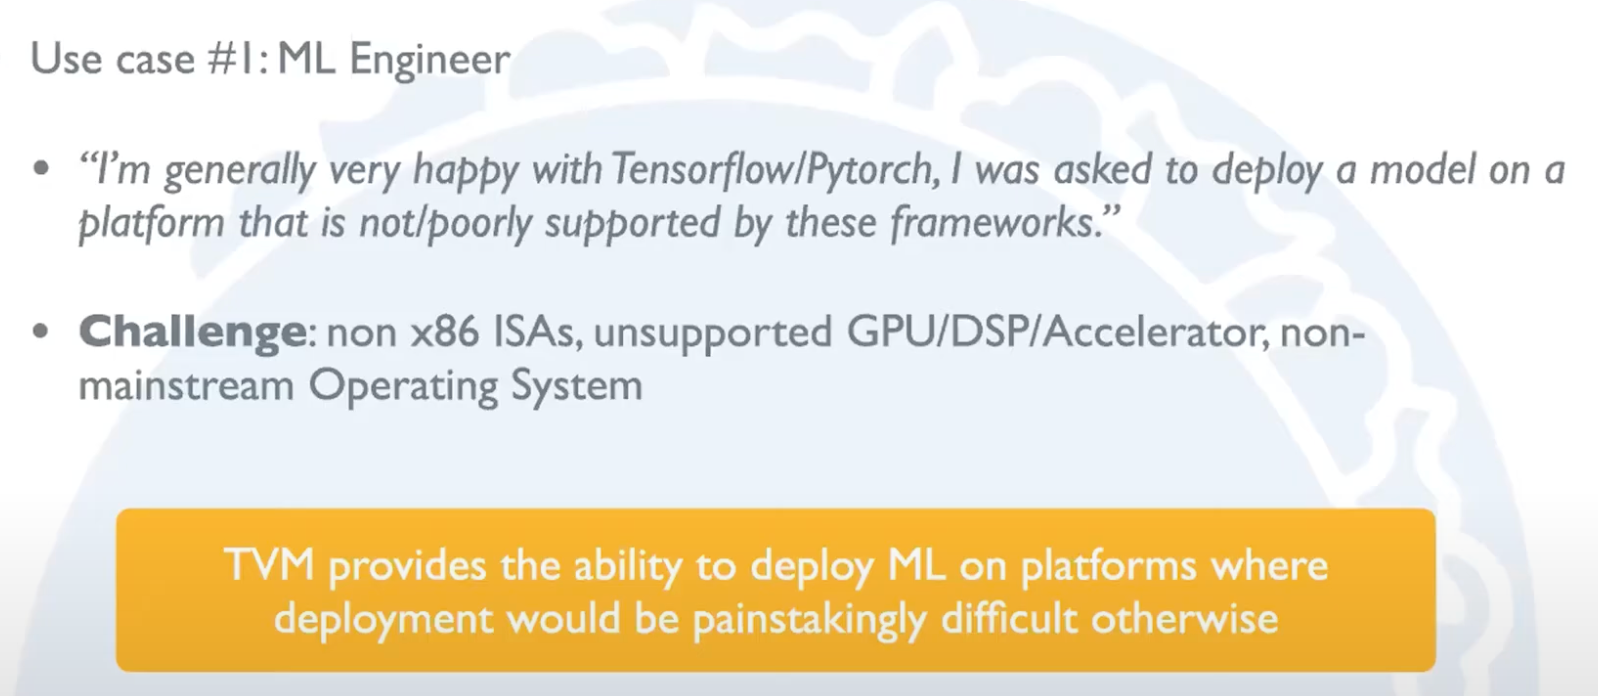 Use case #1: ML Engineer
• “I’m generally very happy with Tensorflow/Pytorch, I was asked to deploy a model on a
platform that is not/poorly supported by these frameworks.”
• Challenge: non x86 ISAs, unsupported GPU/DSP/Accelerator, non-
mainstream Operating System
TVM provides the ability to deploy ML on platforms where
deployment would be painstakingly difficult otherwise